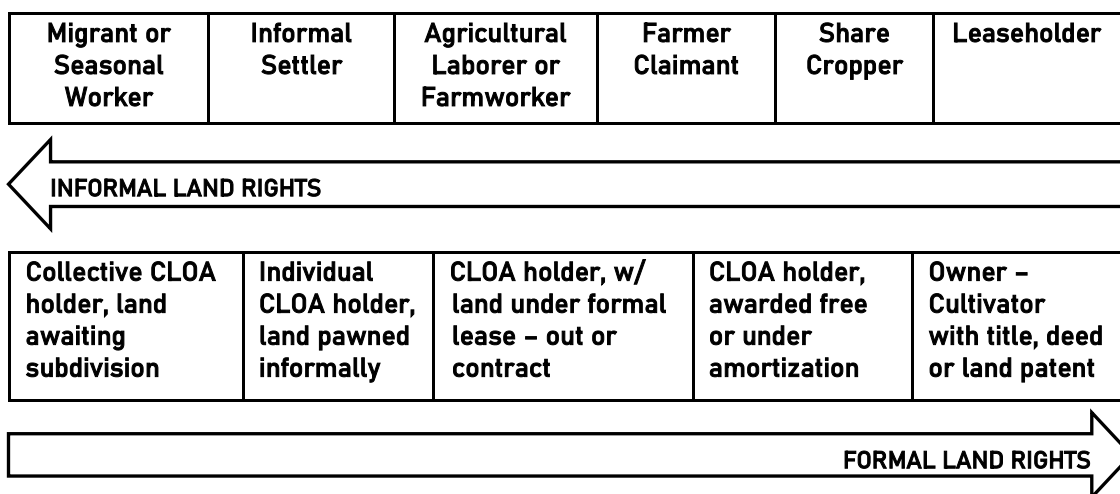 Migrant or
Seasonal
Worker
Informal
Settler
Agricultural
Laborer or
Farmworker
Farmer
Claimant
Share
Cropper
Leaseholder
INFORMAL LAND RIGHTS
Collective CLOA
holder, land
awaiting
subdivision
Individual
CLOA holder,
land pawned
informally
CLOA holder, w/
land under formal
lease – out or
contract
CLOA holder,
awarded free
or under
amortization
Owner –
Cultivator
with title, deed
or land patent
FORMAL LAND RIGHTS